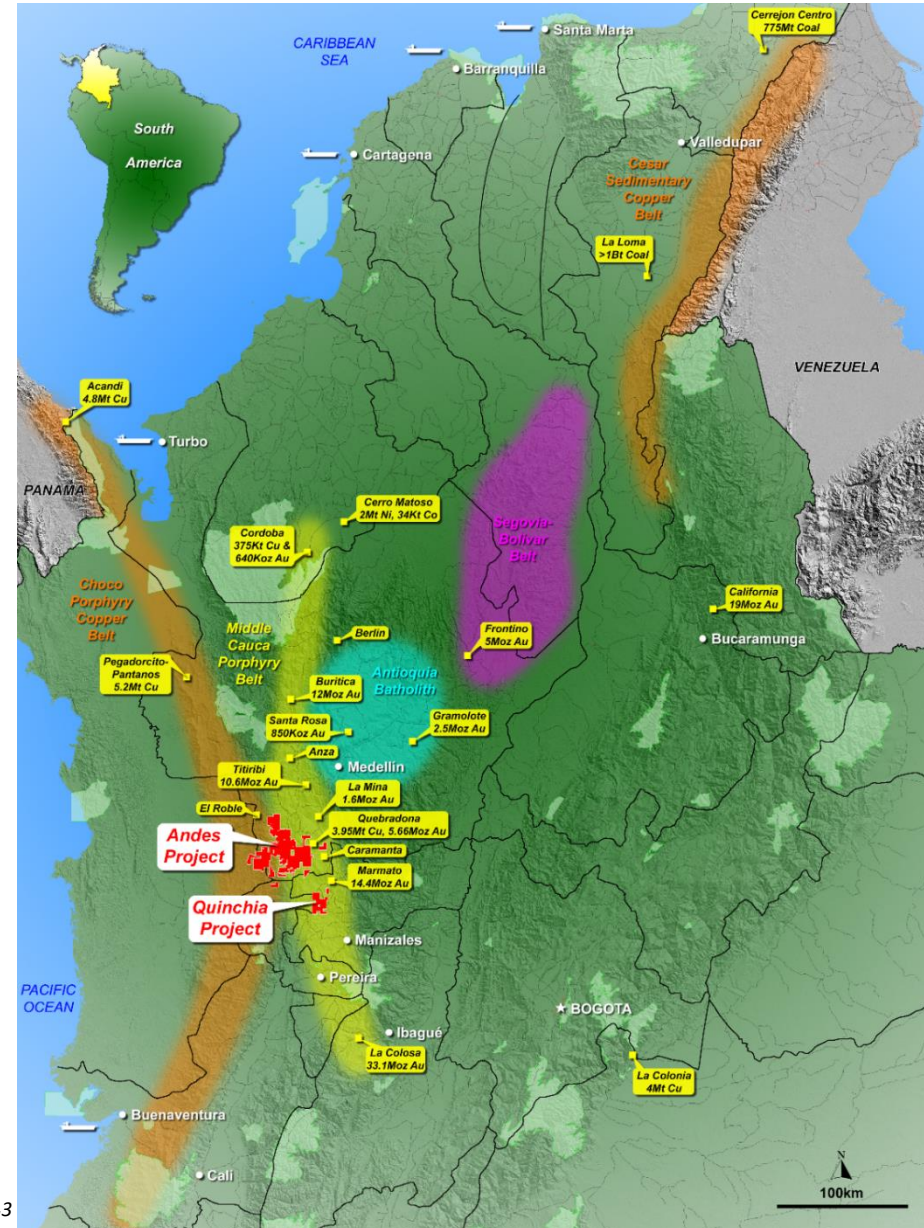 CARIBBEAN
SEA
Santa Marta
Cerrejon Centro
775Mt Coal
Barranquilla
South
America
Cartagena
Valledupar
Cesar
Sedimentary
Copper
Belt
La Loma
>1Bt Coal
VENEZUELA
Acandi
4.8Mt Cu
Turbo
PANAMA
Cerro Matoso
2Mt Ni, 34Kt Co
Cordoba
375Kt Cu &
640Koz Au
Segovia-
Bolivar
Belt
Choco
Porphyry
Copper
Belt
Middle
Cauca
Porphyry
Belt
California
19Moz Au
Bucaramunga
Berlin
Frontino
5Moz Au
Pegadorcito-
Pantanos
5.2Mt Cu
Buritica
12Moz Au
Antioquia
Batholith
Santa Rosa
850Koz Au
Gramolote
2.5Moz Au
Anza
Medellin
Titiribi
10.6Moz Au
La Mina
1.6Moz Au
El Roble
Quebradona
3.95Mt Cu, 5.66Moz Au
Andes
Project
Caramanta
Marmato
14.4Moz Au
Quinchia
Project
Manizales
Pereira
PACIFIC
OCEAN
BOGOTA
Ibagué
La Colosa
33.1Moz Au
La Colonia
4Mt Cu
Buenaventura
Cali
N
100km
3